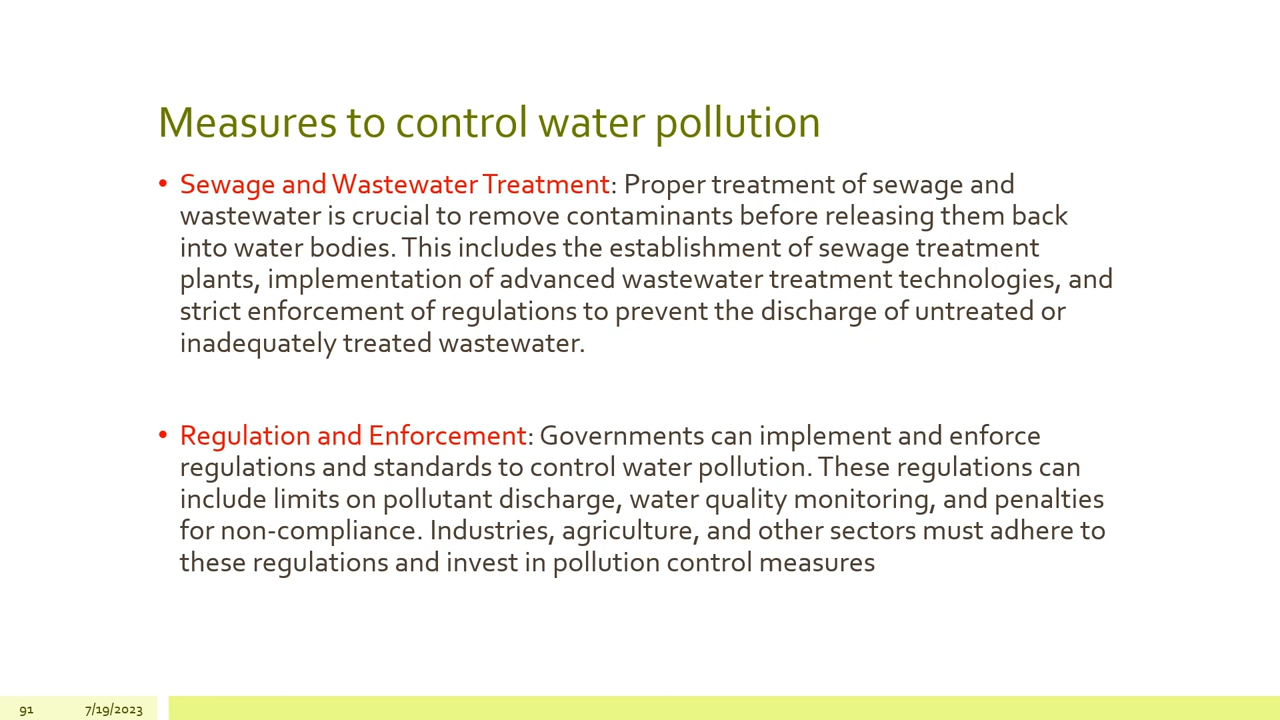 Measures to control water pollution
• Sewage and Wastewater Treatment: Proper treatment of sewage and
wastewater is crucial to remove contaminants before releasing them back
into water bodies. This includes the establishment of sewage treatment
plants, implementation of advanced wastewater treatment technologies, and
strict enforcement of regulations to prevent the discharge of untreated or
inadequately treated wastewater.
• Regulation and Enforcement: Governments can implement and enforce
regulations and standards to control water pollution. These regulations can
include limits on pollutant discharge, water quality monitoring, and penalties
for non-compliance. Industries, agriculture, and other sectors must adhere to
these regulations and invest in pollution control measures
91 7/19/2023